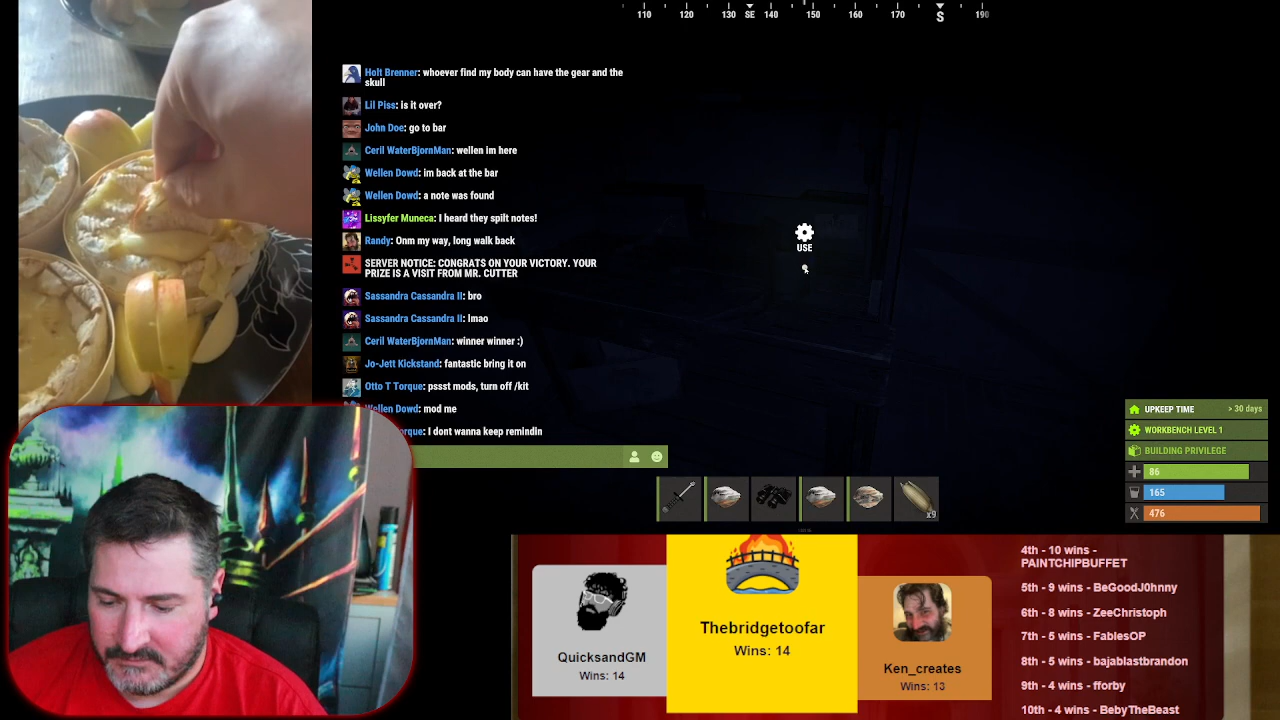 110 120 130 SE 140 150 160 170 S 190
Holt Brenner: whoever find my body can have the gear and the
skull
Lil Piss: is it over?
John Doe: go to bar
Ceril WaterBjornMan: wellen im here
Wellen Dowd: im back at the bar
Wellen Dowd: a note was found
Lissyfer Muneca: I heard they spilt notes!
Randy: Onm my way, long walk back
SERVER NOTICE: CONGRATS ON YOUR VICTORY. YOUR
PRIZE IS A VISIT FROM MR. CUTTER
Sassandra Cassandra II: bro
Sassandra Cassandra II: lmao
Ceril WaterBjornMan: winner winner :)
Jo-Jett Kickstand: fantastic bring it on
Otto T Torque: pssst mods, turn off /kit
Wellen Dowd: mod me
orque: I dont wanna keep remindin
USE
UPKEEP TIME > 30 days
WORKBENCH LEVEL 1
BUILDING PRIVILEGE
86
165
476
x9
QuicksandGM
Wins: 14
Thebridgetoofar
Wins: 14
Ken_creates
Wins: 13
4th - 10 wins -
PAINTCHIPBUFFET
5th - 9 wins - BeGoodJ0hnny
6th - 8 wins - ZeeChristoph
7th - 5 wins - FablesOP
8th - 5 wins - bajablastbrandon
9th - 4 wins - fforby
10th - 4 wins - BebyTheBeast